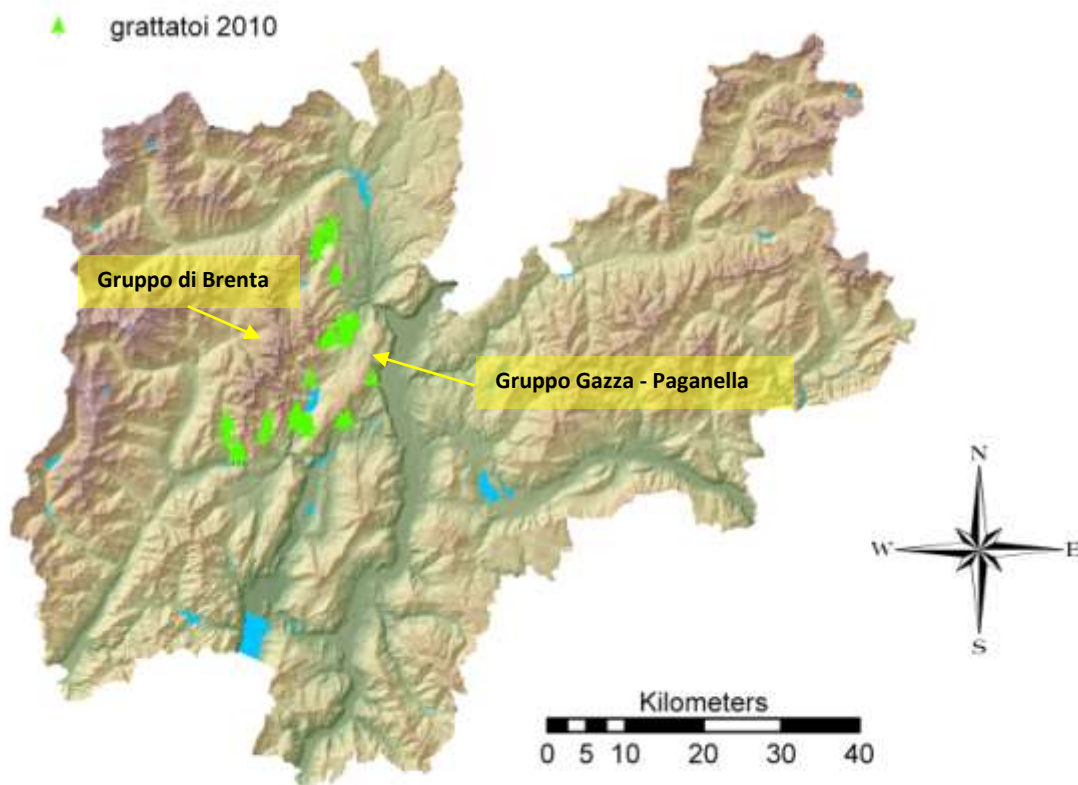 grattatoi 2010
Gruppo di Brenta
Gruppo Gazza - Paganella
N
W E
S
Kilometers
0 5 10 20 30 40